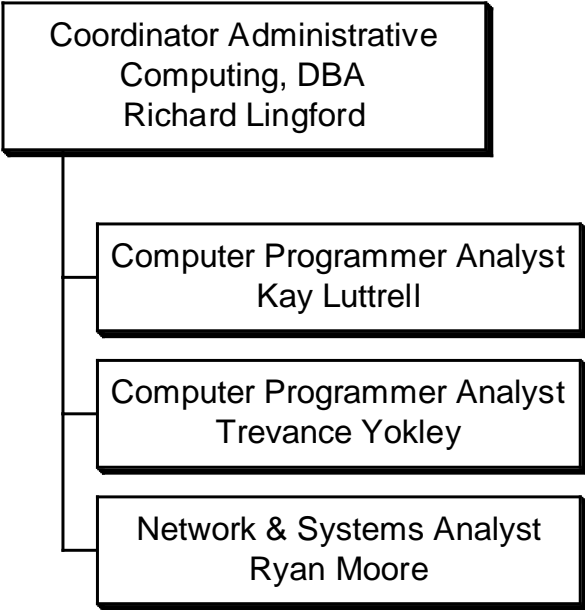 Coordinator Administrative
Computing, DBA
Richard Lingford
Computer Programmer Analyst
Kay Luttrell
Computer Programmer Analyst
Trevance Yokley
Network & Systems Analyst
Ryan Moore